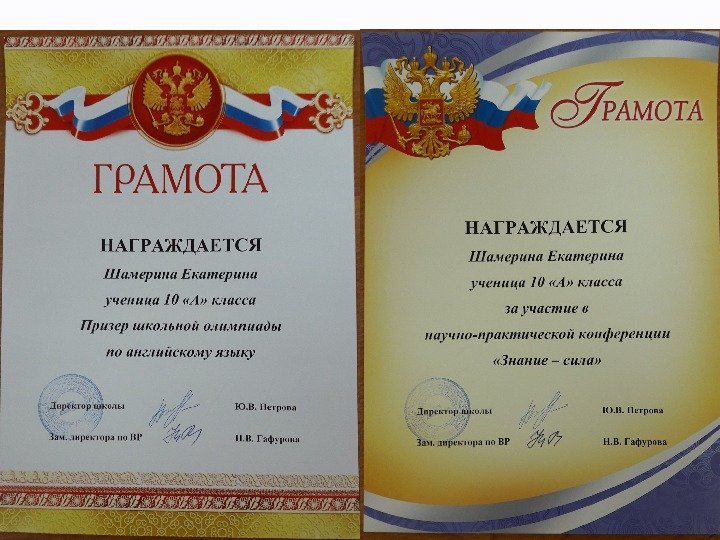 ГРАМОТА
НАГРАЖДАЕТСЯ
Шамерина Екатерина
ученица 10 «А» класса
Призер школьной олимпиады
по английскому языку
Директор школы Ю.В. Петрова
Зам. директора по ВР Н.В. Гафурова
ГРАМОТА
НАГРАЖДАЕТСЯ
Шамерина Екатерина
ученица 10 «А» класса
за участие в
научно-практической конференции
«Знание – сила»
Директор школы Ю.В. Петрова
Зам. директора по ВР Н.В. Гафурова